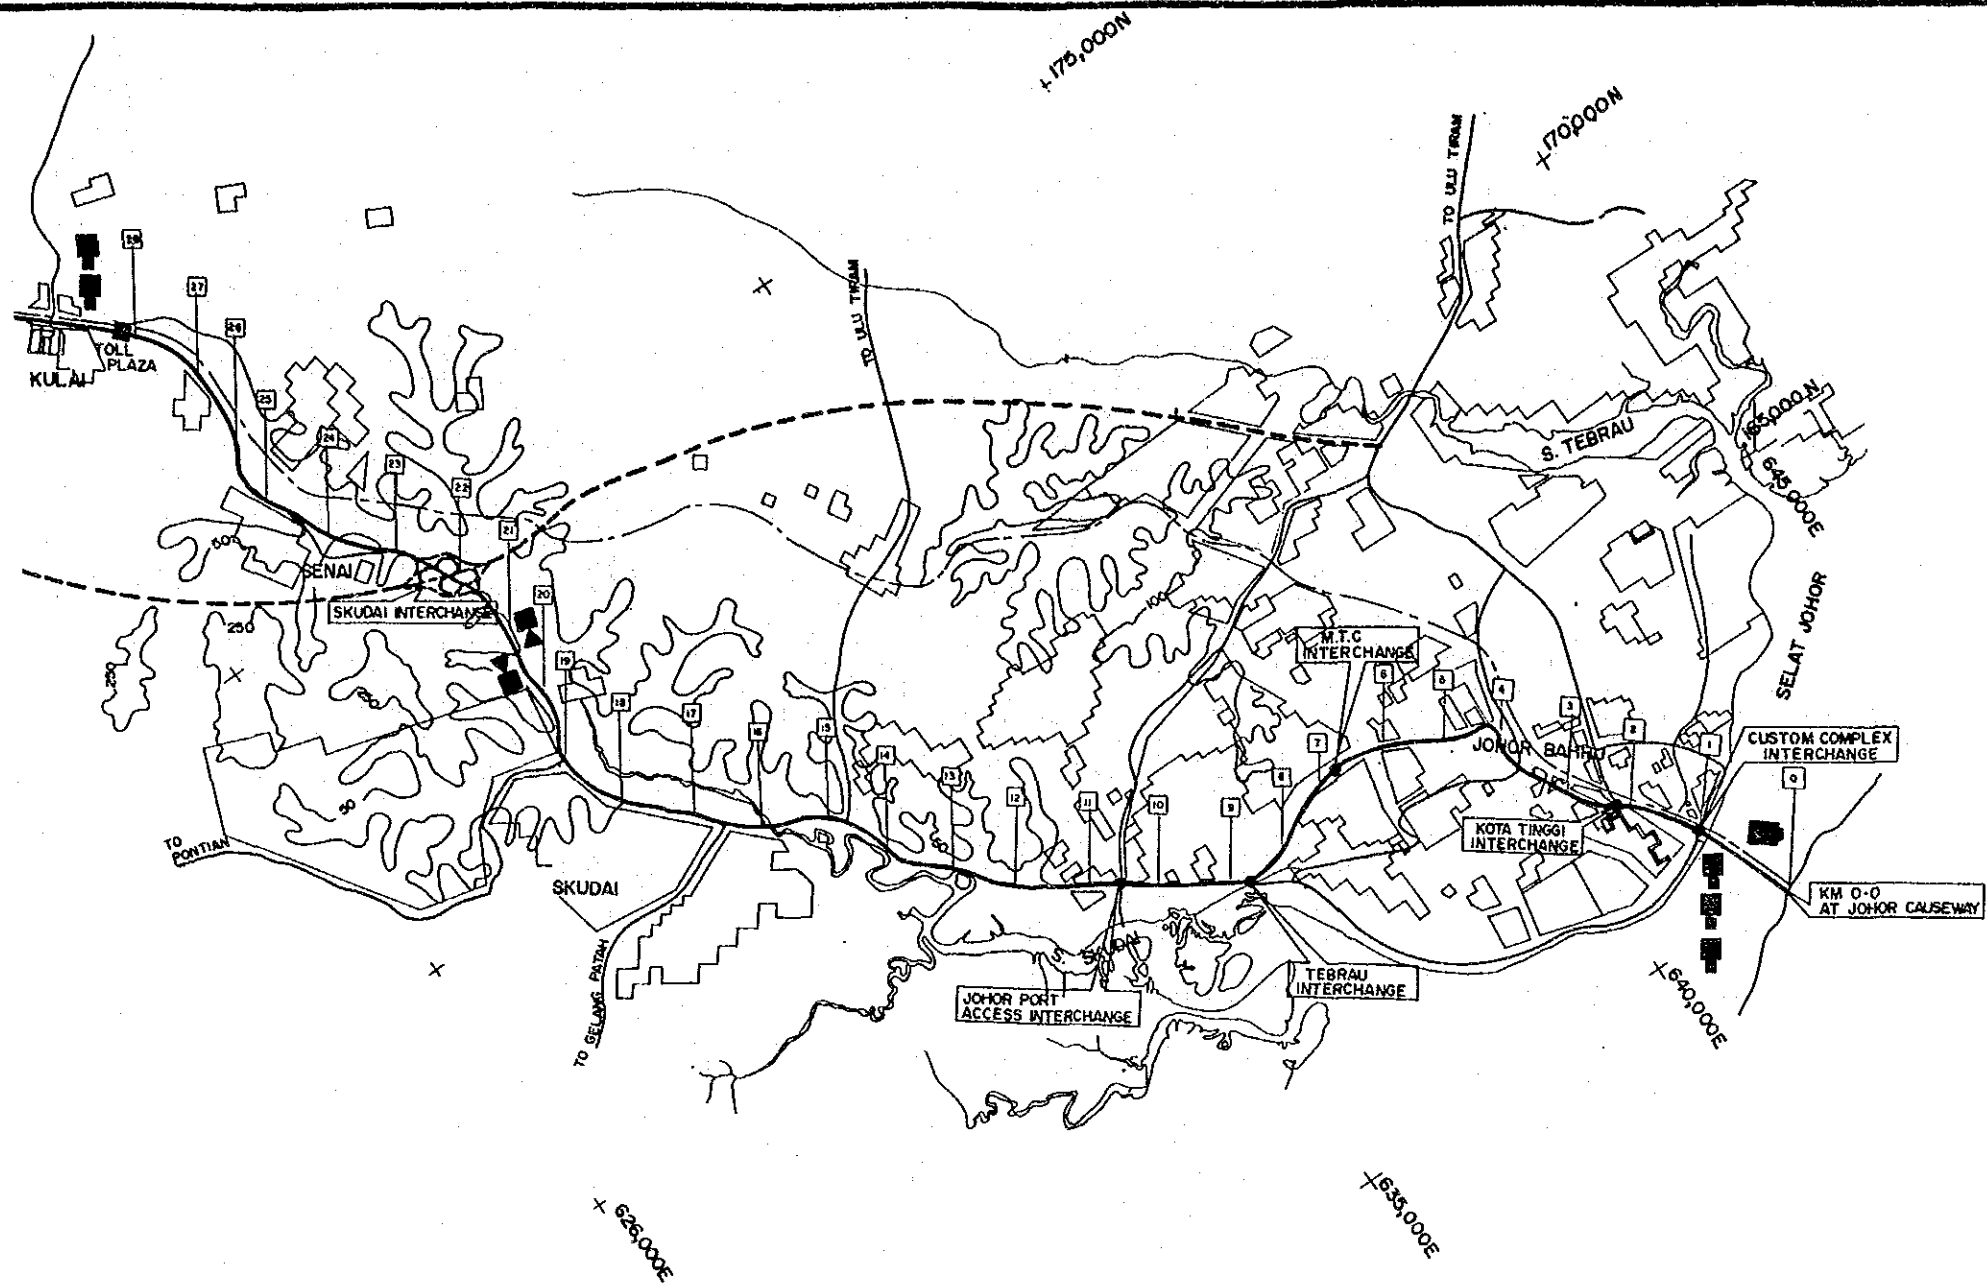 175,000N
170,000N
TO ULU TIRAM
28
27
26
TO ULU TIRAM
TOLL
PLAZA
KULAI
25
24
23
22
21
165,000 N
645,000E
S. TEBRAU
50
SENAI
SKUDAI INTERCHANGE
20
250
250
19
18
17
16
15
14
13
12
11
10
9
8
7
6
5
4
3
2
1
0
100
M.T.C
INTERCHANGE
SELAT JOHOR
JOHOR BAHRU
CUSTOM COMPLEX
INTERCHANGE
50
50
TO
PONTIAN
KOTA TINGGI
INTERCHANGE
SKUDAI
KM 0-0
AT JOHOR CAUSEWAY
TO GELANG PATAH
S. SKUDAI
JOHOR PORT
ACCESS INTERCHANGE
TEBRAU
INTERCHANGE
640,000E
635,000E
626,000E